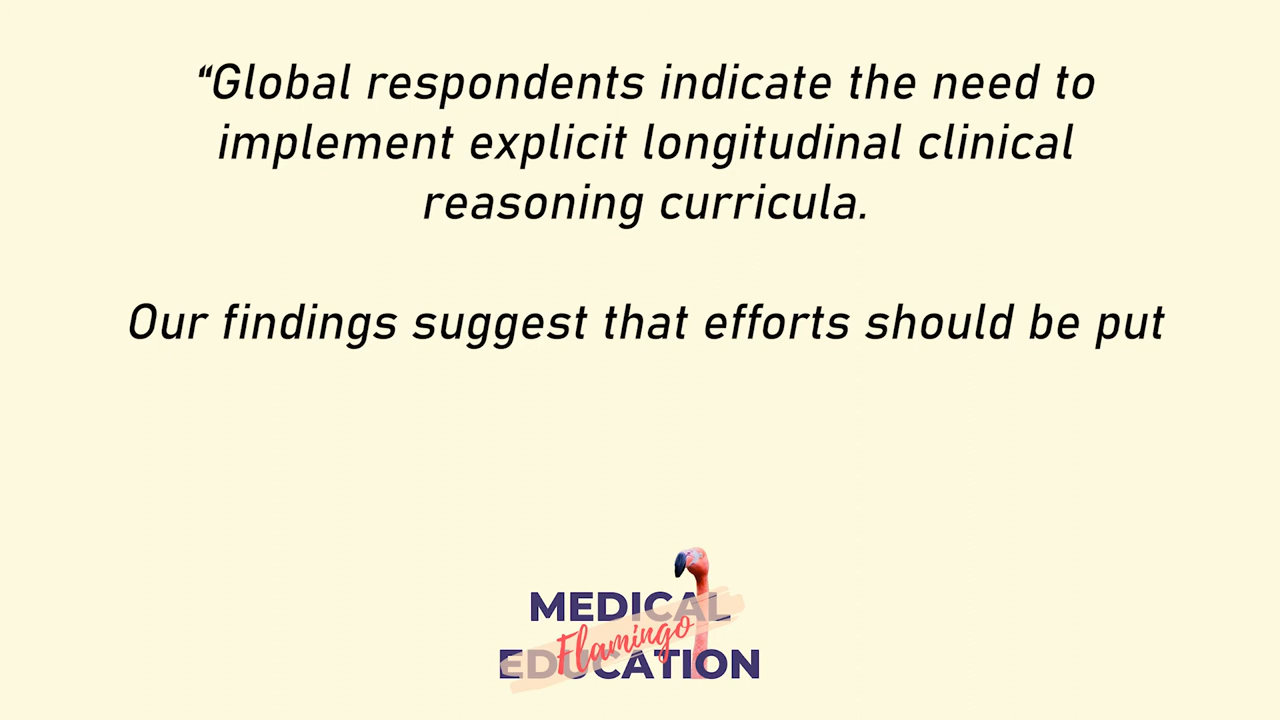 “Global respondents indicate the need to
implement explicit longitudinal clinical
reasoning curricula.
Our findings suggest that efforts should be put
MEDICAL
Flamingo
EDUCATION